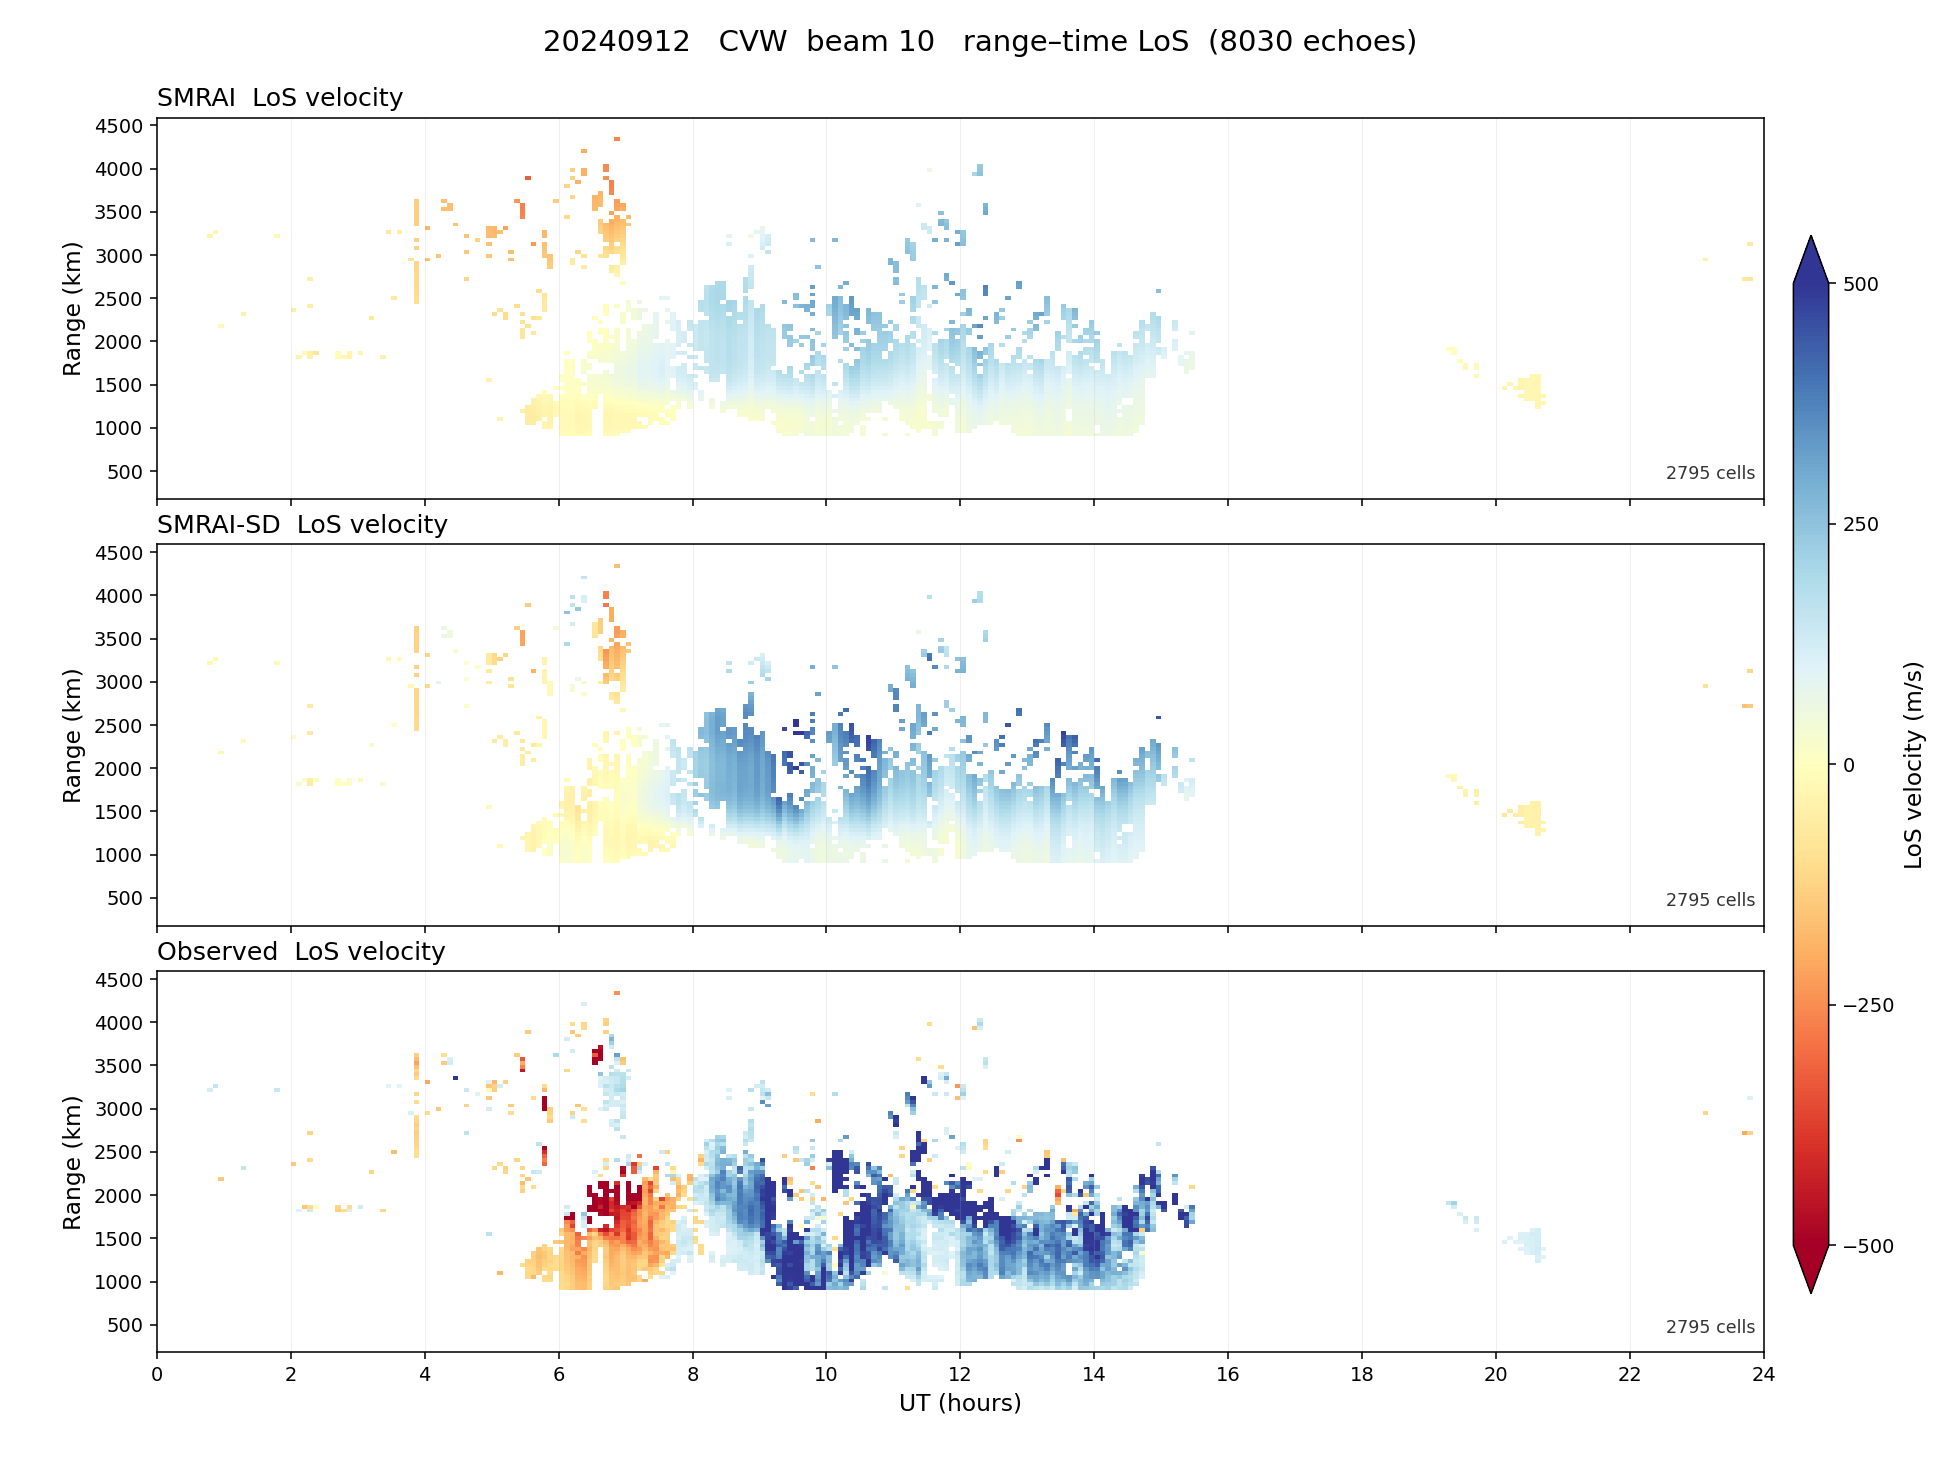 20240912 CVW beam 10 range–time LoS (8030 echoes)
SMRAI LoS velocity
4500
4000
3500
3000
2500
2000
1500
1000
500
Range (km)
2795 cells
SMRAI-SD LoS velocity
4500
4000
3500
3000
2500
2000
1500
1000
500
Range (km)
2795 cells
Observed LoS velocity
4500
4000
3500
3000
2500
2000
1500
1000
500
Range (km)
2795 cells
0 2 4 6 8 10 12 14 16 18 20 22 24
UT (hours)
500
250
0
−250
−500
LoS velocity (m/s)